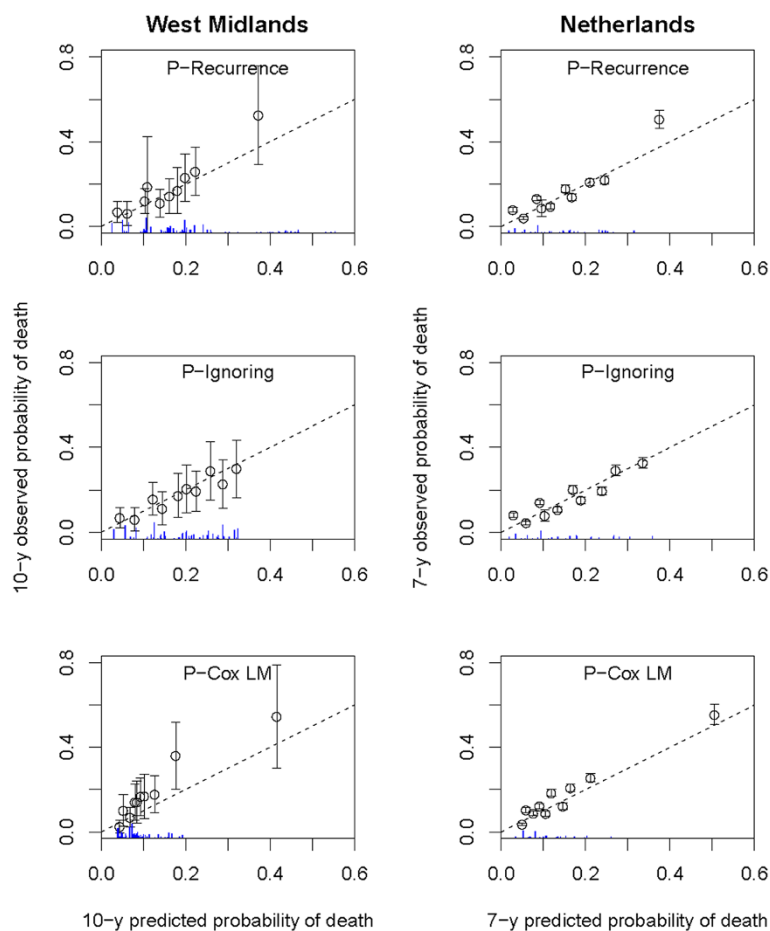 West Midlands
Netherlands
P-Recurrence
0.0 0.4 0.8
0.0 0.2 0.4 0.6
P-Recurrence
0.0 0.4 0.8
0.0 0.2 0.4 0.6
10-y observed probability of death
7-y observed probability of death
P-Ignoring
0.0 0.4 0.8
0.0 0.2 0.4 0.6
P-Ignoring
0.0 0.4 0.8
0.0 0.2 0.4 0.6
P-Cox LM
0.0 0.4 0.8
0.0 0.2 0.4 0.6
P-Cox LM
0.0 0.4 0.8
0.0 0.2 0.4 0.6
10-y predicted probability of death
7-y predicted probability of death